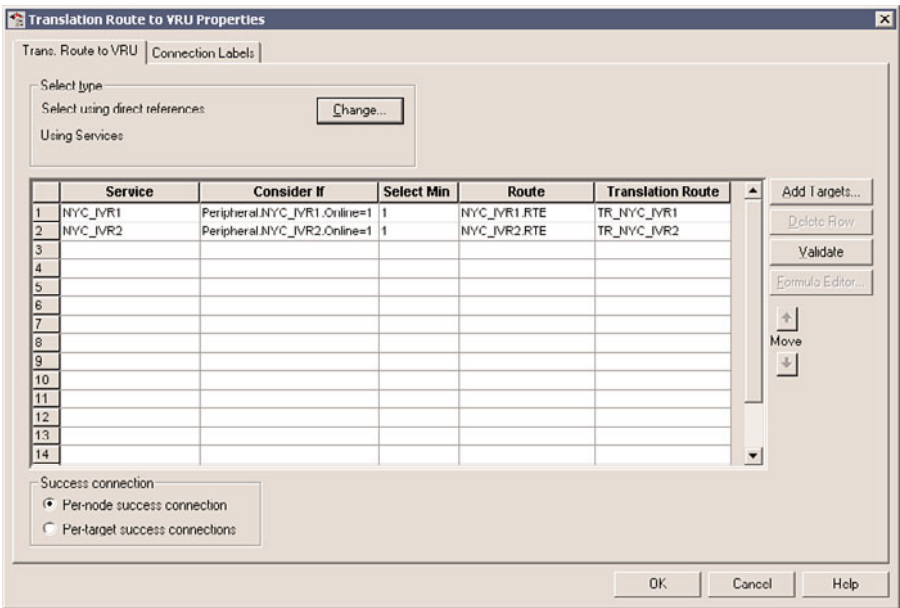 Translation Route to VRU Properties
Trans. Route to VRU Connection Labels
Select type
Select using direct references Change...
Using Services
Service Consider If Select Min Route Translation Route
1 NYC_IVR1 Peripheral.NYC_IVR1.Online=1 1 NYC_IVR1.RTE TR_NYC_IVR1
2 NYC_IVR2 Peripheral.NYC_IVR2.Online=1 1 NYC_IVR2.RTE TR_NYC_IVR2
3
4
5
6
7
8
9
10
11
12
13
14
Add Targets...
Delete Row
Validate
Formula Editor...
Move
Success connection
Per-node success connection
Per-target success connections
OK Cancel Help